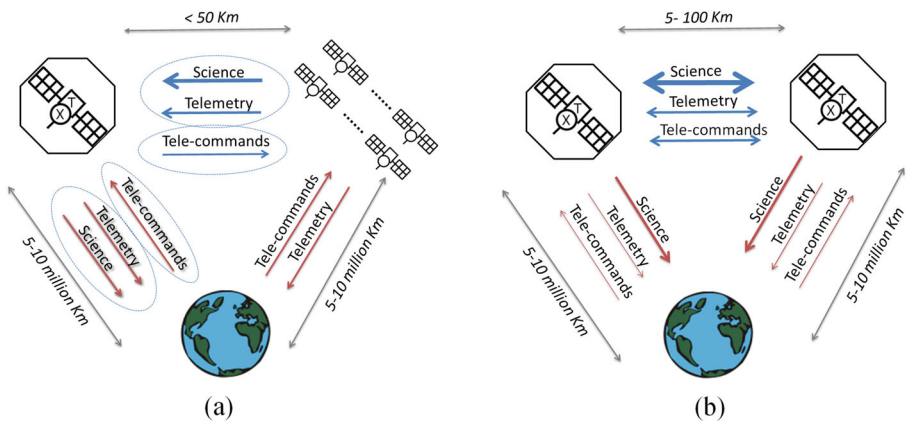 < 50 Km
Science
Telemetry
Tele-commands
X T
Tele-commands
Telemetry
Science
Tele-commands
Telemetry
5-10 million Km
5-10 million Km
(a)
5- 100 Km
Science
Telemetry
Tele-commands
X T
X T
Science
Telemetry
Tele-commands
Science
Telemetry
Tele-commands
5-10 million Km
5-10 million Km
(b)